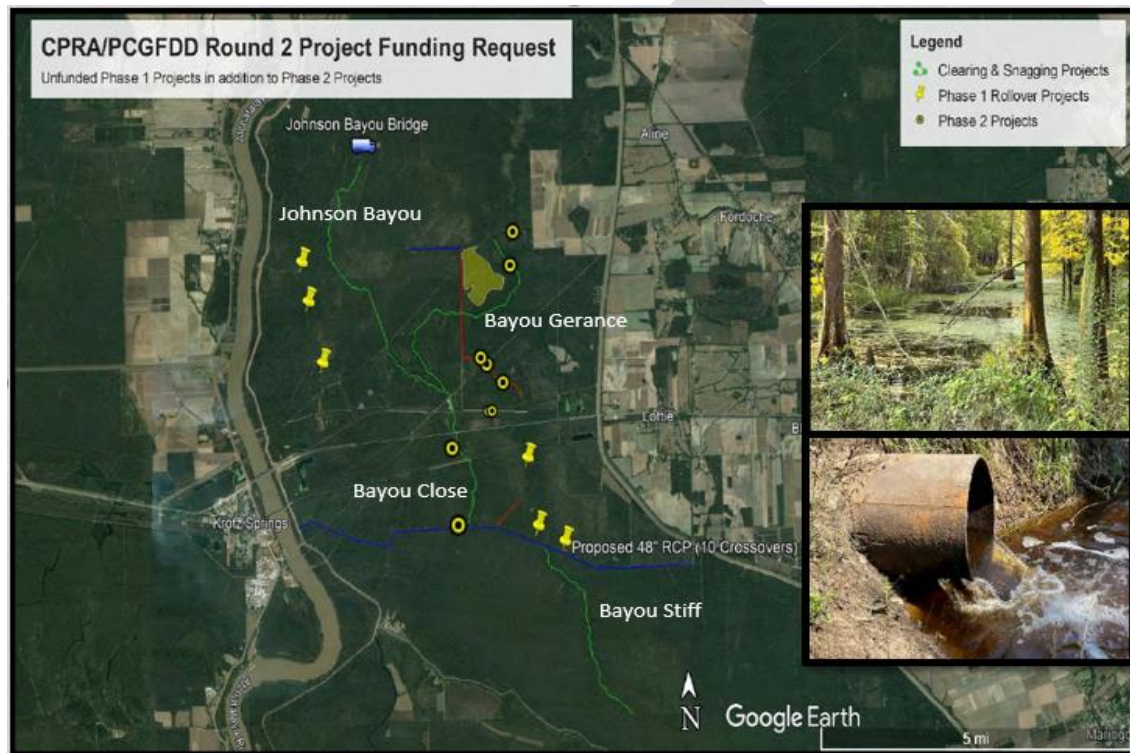 CPRA/PCGFDD Round 2 Project Funding Request
Unfunded Phase 1 Projects in addition to Phase 2 Projects
Legend
Clearing & Snagging Projects
Phase 1 Rollover Projects
Phase 2 Projects
Johnson Bayou Bridge
Aline
Johnson Bayou
Fordoche
Bayou Gerance
Lottie
Bayou Close
Krotz Springs
Proposed 48" RCP (10 Crossovers)
Bayou Stiff
N
Google Earth
5 mi